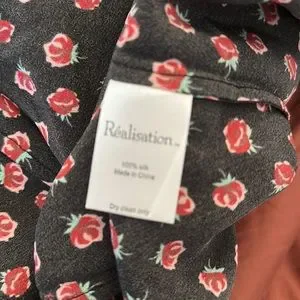 Réalisation
100% silk
Made in China
Dry clean only